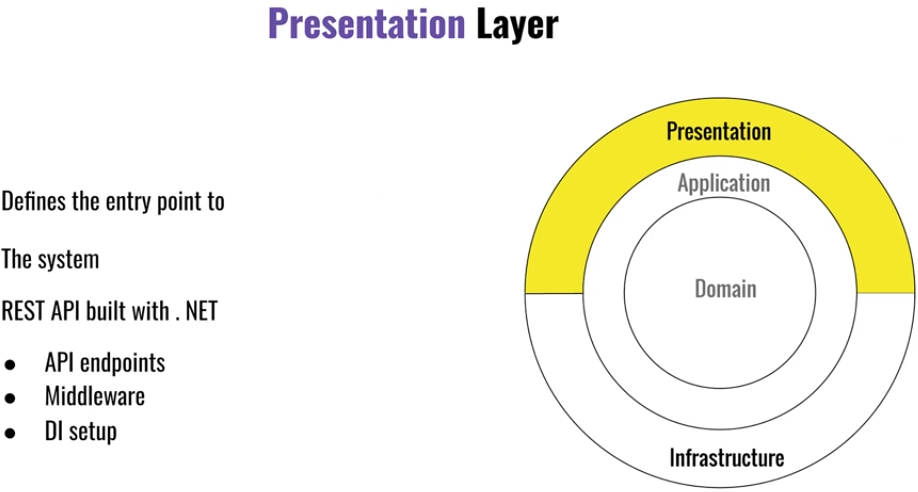 Presentation Layer
Defines the entry point to
The system
REST API built with . NET
● API endpoints
● Middleware
● DI setup
Presentation
Application
Domain
Infrastructure